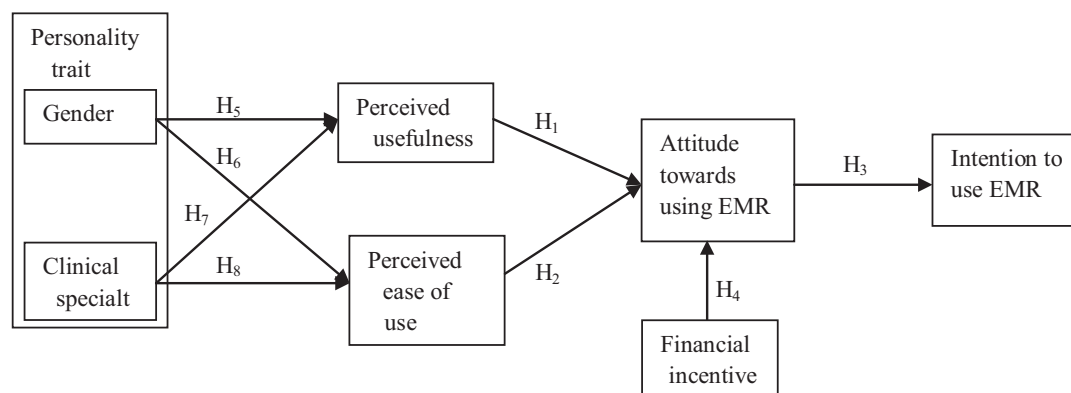 Personality
trait
Gender
Clinical
specialt
H5
H6
H7
H8
Perceived
usefulness
Perceived
ease of
use
H1
H2
Attitude
towards
using EMR
H3
Intention to
use EMR
H4
Financial
incentive